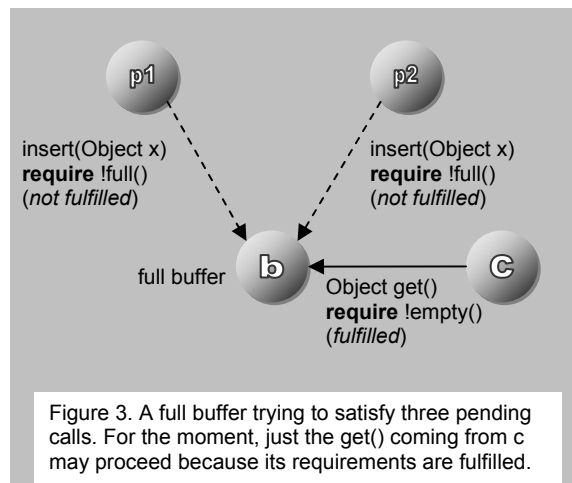 p1
p2
insert(Object x)
require !full()
(not fulfilled)
insert(Object x)
require !full()
(not fulfilled)
full buffer
b
c
Object get()
require !empty()
(fulfilled)
Figure 3. A full buffer trying to satisfy three pending
calls. For the moment, just the get() coming from c
may proceed because its requirements are fulfilled.